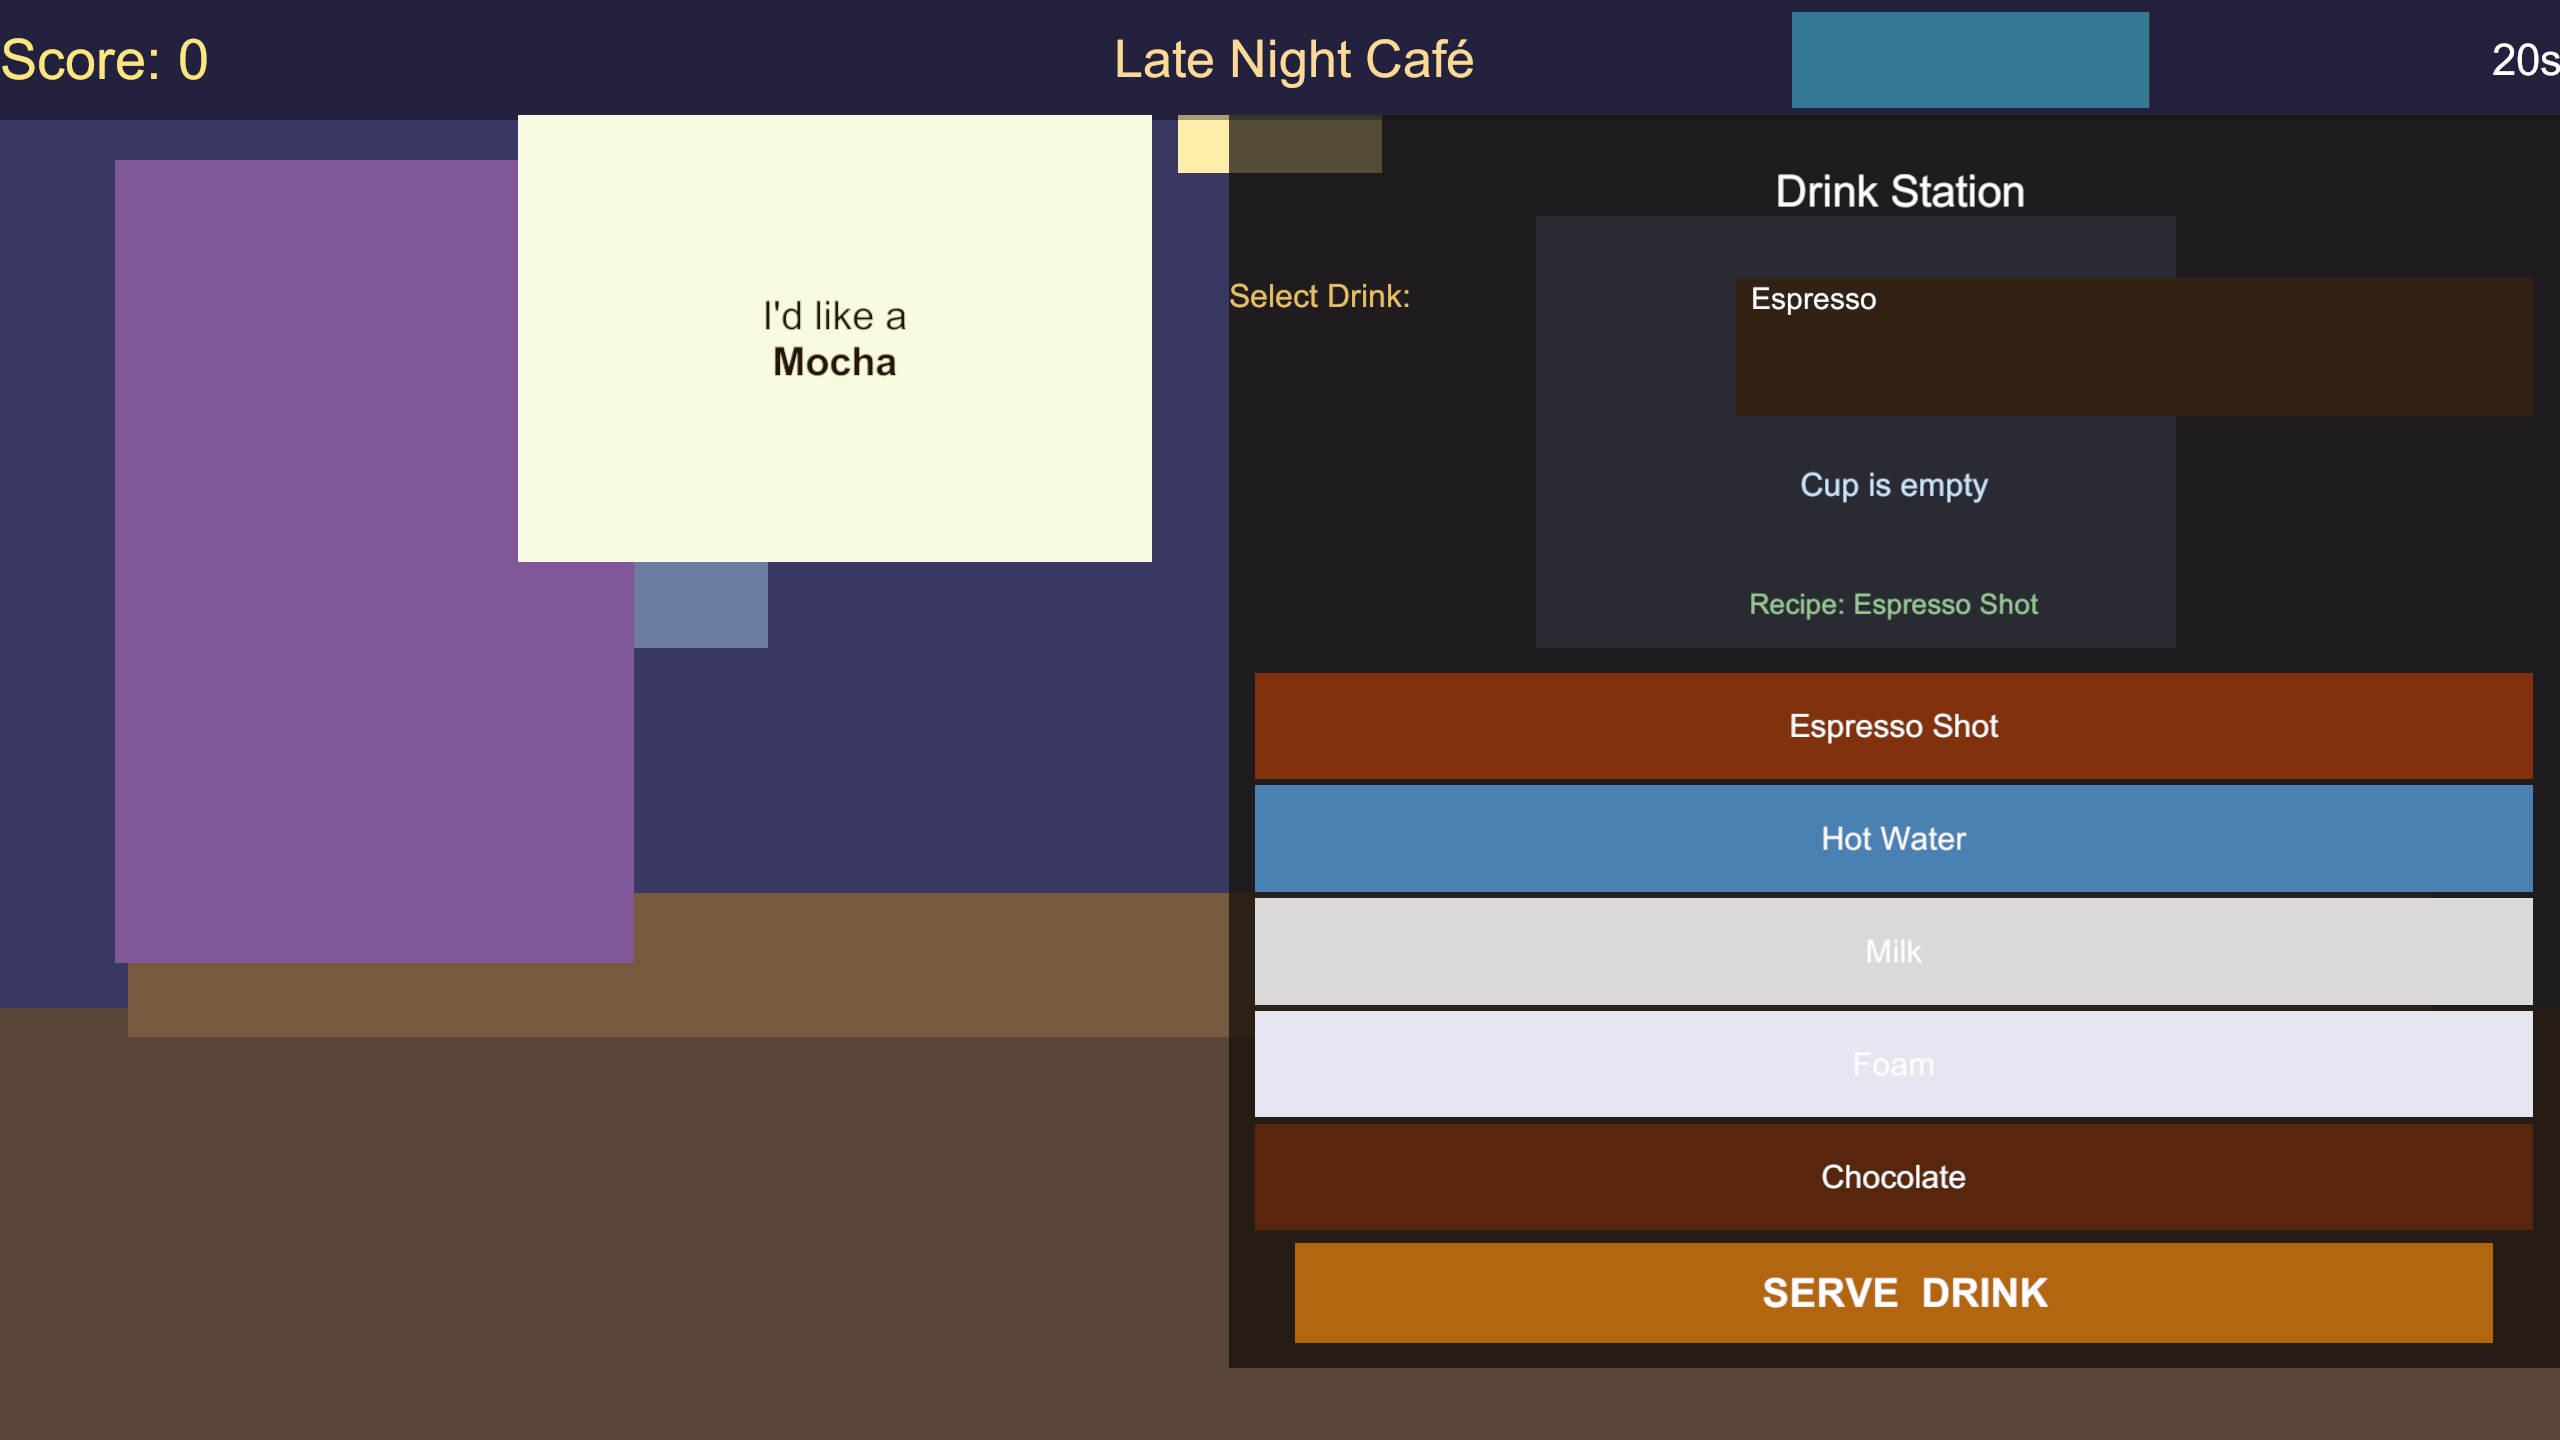 Score: 0
Late Night Café
20s
Drink Station
Select Drink:
Espresso
I'd like a
Mocha
Cup is empty
Recipe: Espresso Shot
Espresso Shot
Hot Water
Milk
Foam
Chocolate
SERVE DRINK